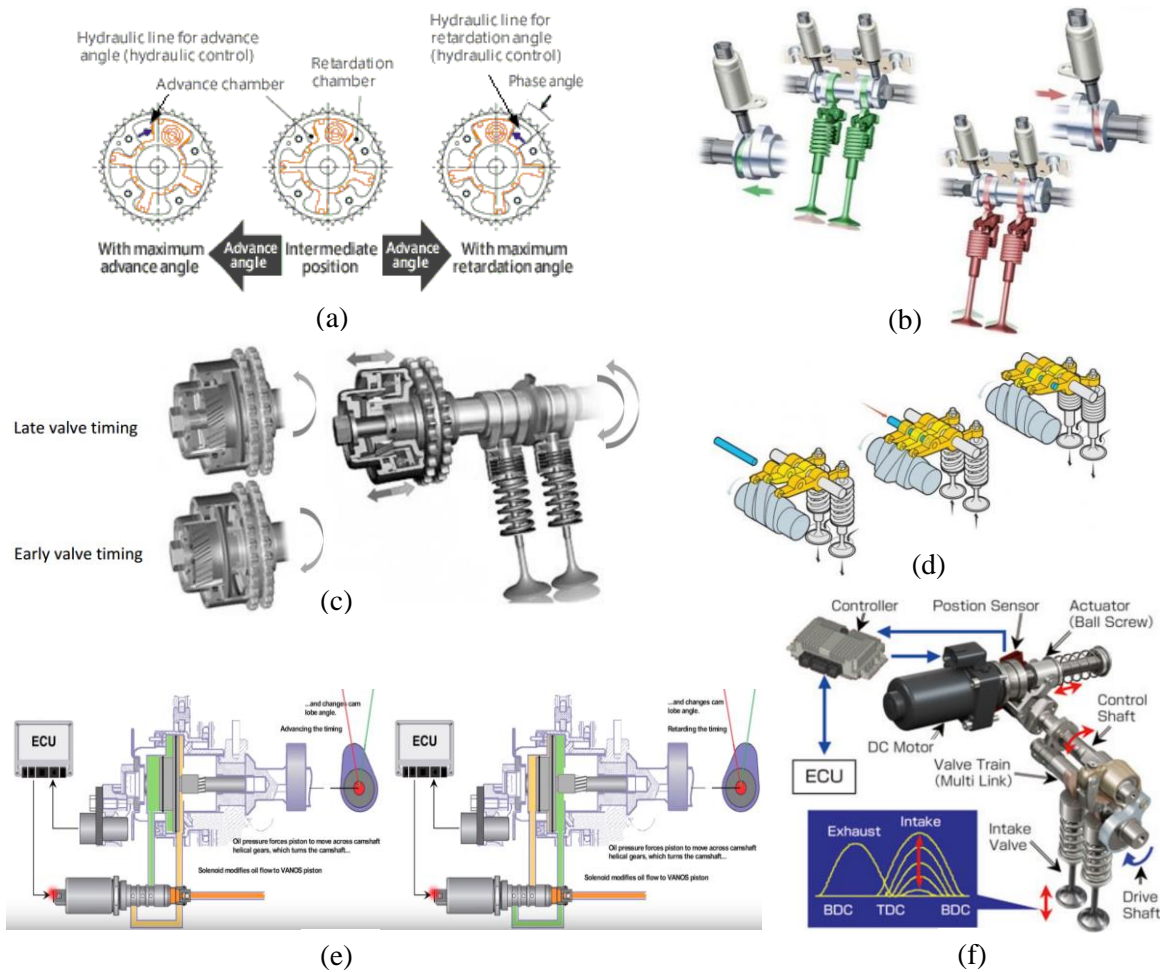 Hydraulic line for advance
angle (hydraulic control)
Advance chamber
Retardation
chamber
Hydraulic line for
retardation angle
(hydraulic control)
Phase angle
With maximum
advance angle
Advance
angle
Intermediate
position
Advance
angle
With maximum
retardation angle
(a)
(b)
Late valve timing
Early valve timing
(c)
(d)
ECU
...and changes cam
lobe angle.
Advancing the timing
Oil pressure forces piston to move across camshaft
helical gears, which turns the camshaft...
Solenoid modifies oil flow to VANOS piston
ECU
...and changes cam
lobe angle.
Retarding the timing
Oil pressure forces piston to move across camshaft
helical gears, which turns the camshaft...
Solenoid modifies oil flow to VANOS piston
(e)
Controller
Postion Sensor
Actuator
(Ball Screw)
Control
Shaft
DC Motor
Valve Train
(Multi Link)
ECU
Exhaust
Intake
BDC
TDC
BDC
Intake
Valve
Drive
Shaft
(f)